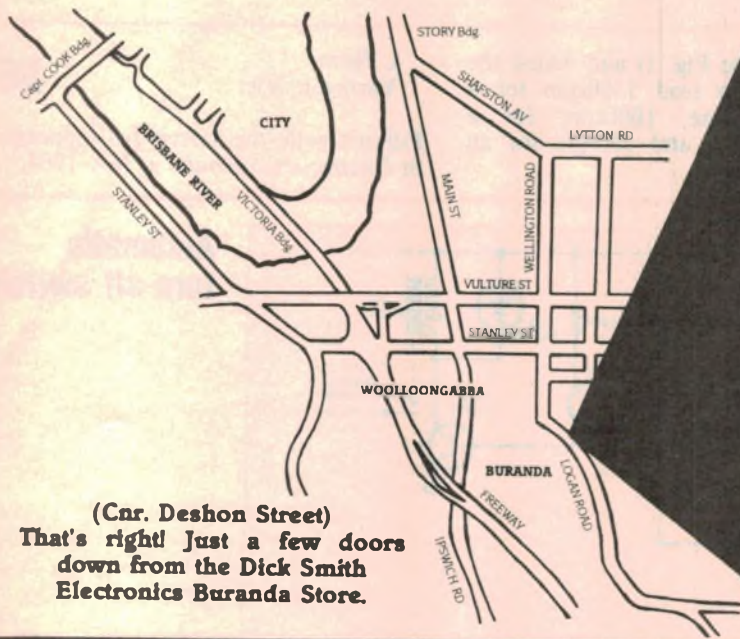 STORY Bdg
Capt. COOK Bdg
SHAFSTON AV
CITY
LYTTON RD
BRISBANE RIVER
MAIN ST
WELLINGTON ROAD
STANLEY ST
VICTORIA Bdg
VULTURE ST
STANLEY ST
WOOLLOONGABBA
BURANDA
LOGAN ROAD
FREEWAY
IPSWICH RD
(Cnr. Deshon Street)
That's right! Just a few doors
down from the Dick Smith
Electronics Buranda Store.